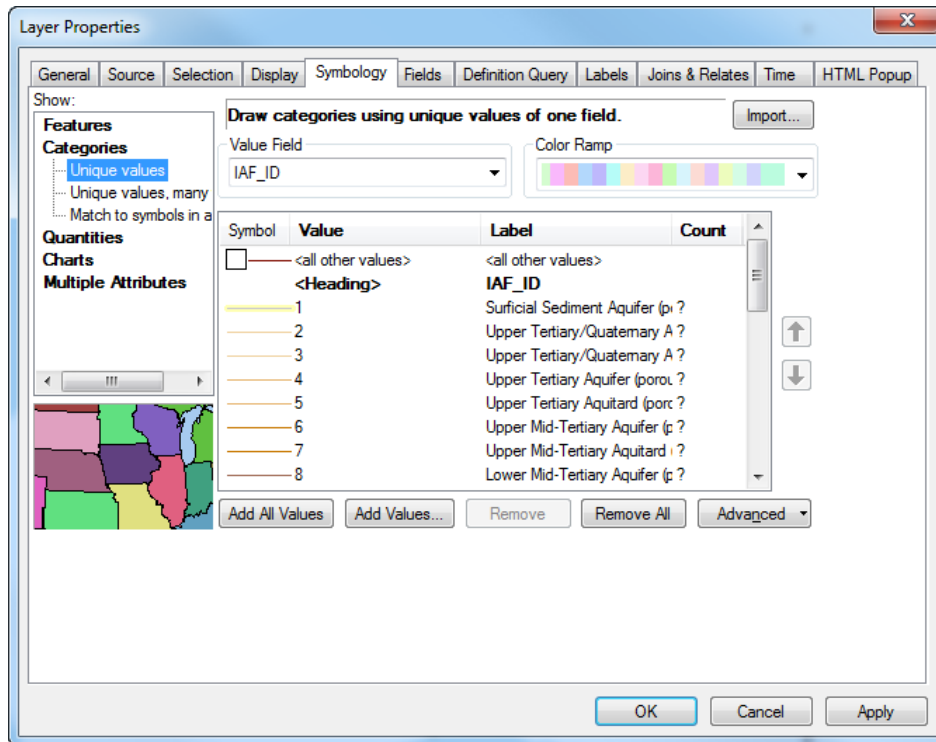 Layer Properties
General Source Selection Display Symbology Fields Definition Query Labels Joins & Relates Time HTML Popup
Show:
Features
Categories
Unique values
Unique values, many
Match to symbols in a
Quantities
Charts
Multiple Attributes
Draw categories using unique values of one field.
Import...
Value Field
IAF_ID
Color Ramp
Symbol Value Label Count
<all other values> <all other values>
<Heading> IAF_ID
1 Surficial Sediment Aquifer (po ?
2 Upper Tertiary/Quaternary A ?
3 Upper Tertiary/Quaternary A ?
4 Upper Tertiary Aquifer (porou ?
5 Upper Tertiary Aquitard (porc ?
6 Upper Mid-Tertiary Aquifer (p ?
7 Upper Mid-Tertiary Aquitard ( ?
8 Lower Mid-Tertiary Aquifer (p ?
Add All Values Add Values... Remove Remove All Advanced
OK Cancel Apply